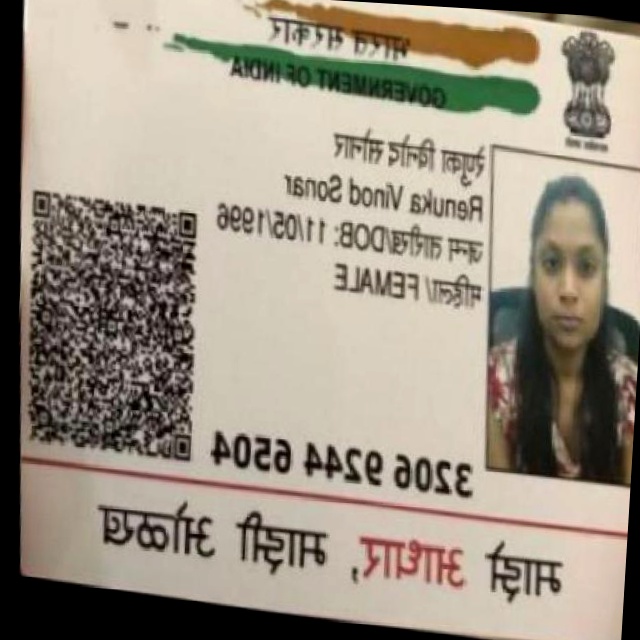 भारत सरकार
GOVERNMENT OF INDIA
रेणुका विनोद सोनार
Renuka Vinod Sonar
जन्म तारीख/DOB: 11/05/1996
महिला/ FEMALE
3206 9244 6504
माझे आधार, माझी ओळख